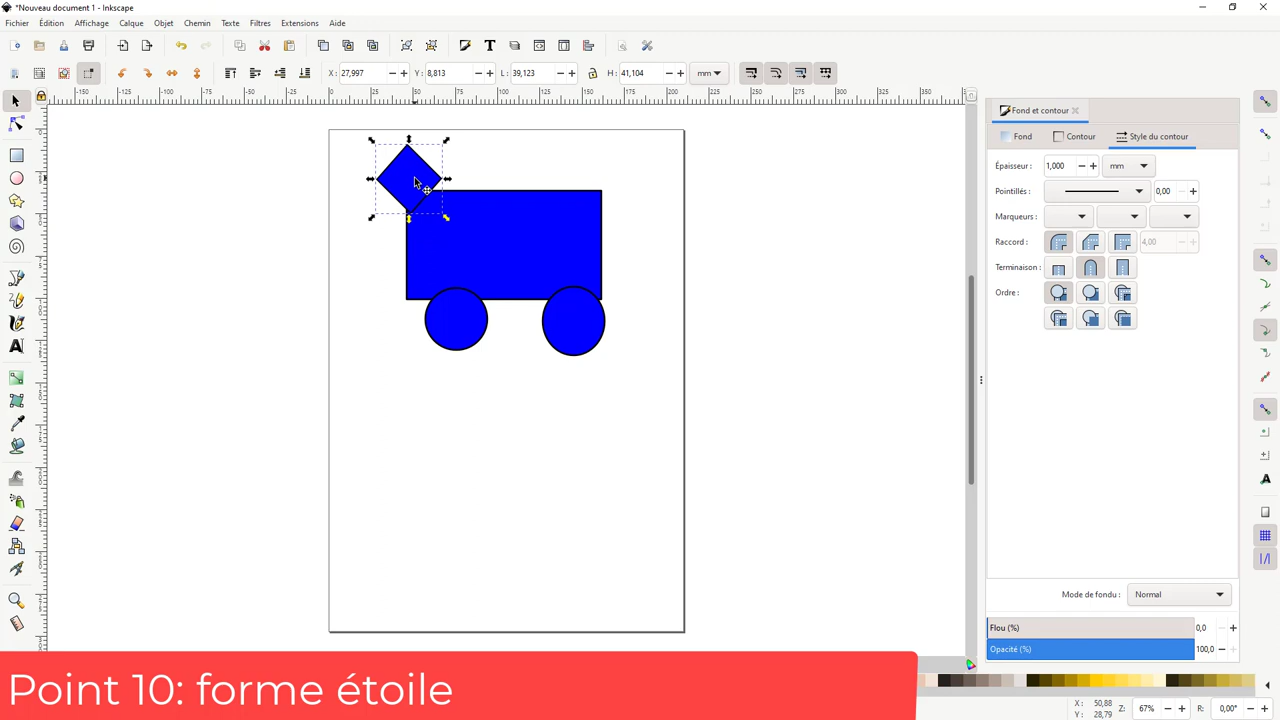 *Nouveau document 1 - Inkscape
Fichier Édition Affichage Calque Objet Chemin Texte Filtres Extensions Aide
X: 27,997 Y: 8,813 L: 39,123 H: 41,104 mm
Fond et contour
Fond Contour Style du contour
Épaisseur: 1,000 mm
Pointillés: 0,00
Marqueurs:
Raccord: 4,00
Terminaison:
Ordre :
Mode de fondu : Normal
Flou (%) 0,0
Opacité (%) 100,0
Point 10: forme étoile
X: 50,88
Y: 28,79
Z: 67% R: 0,00°